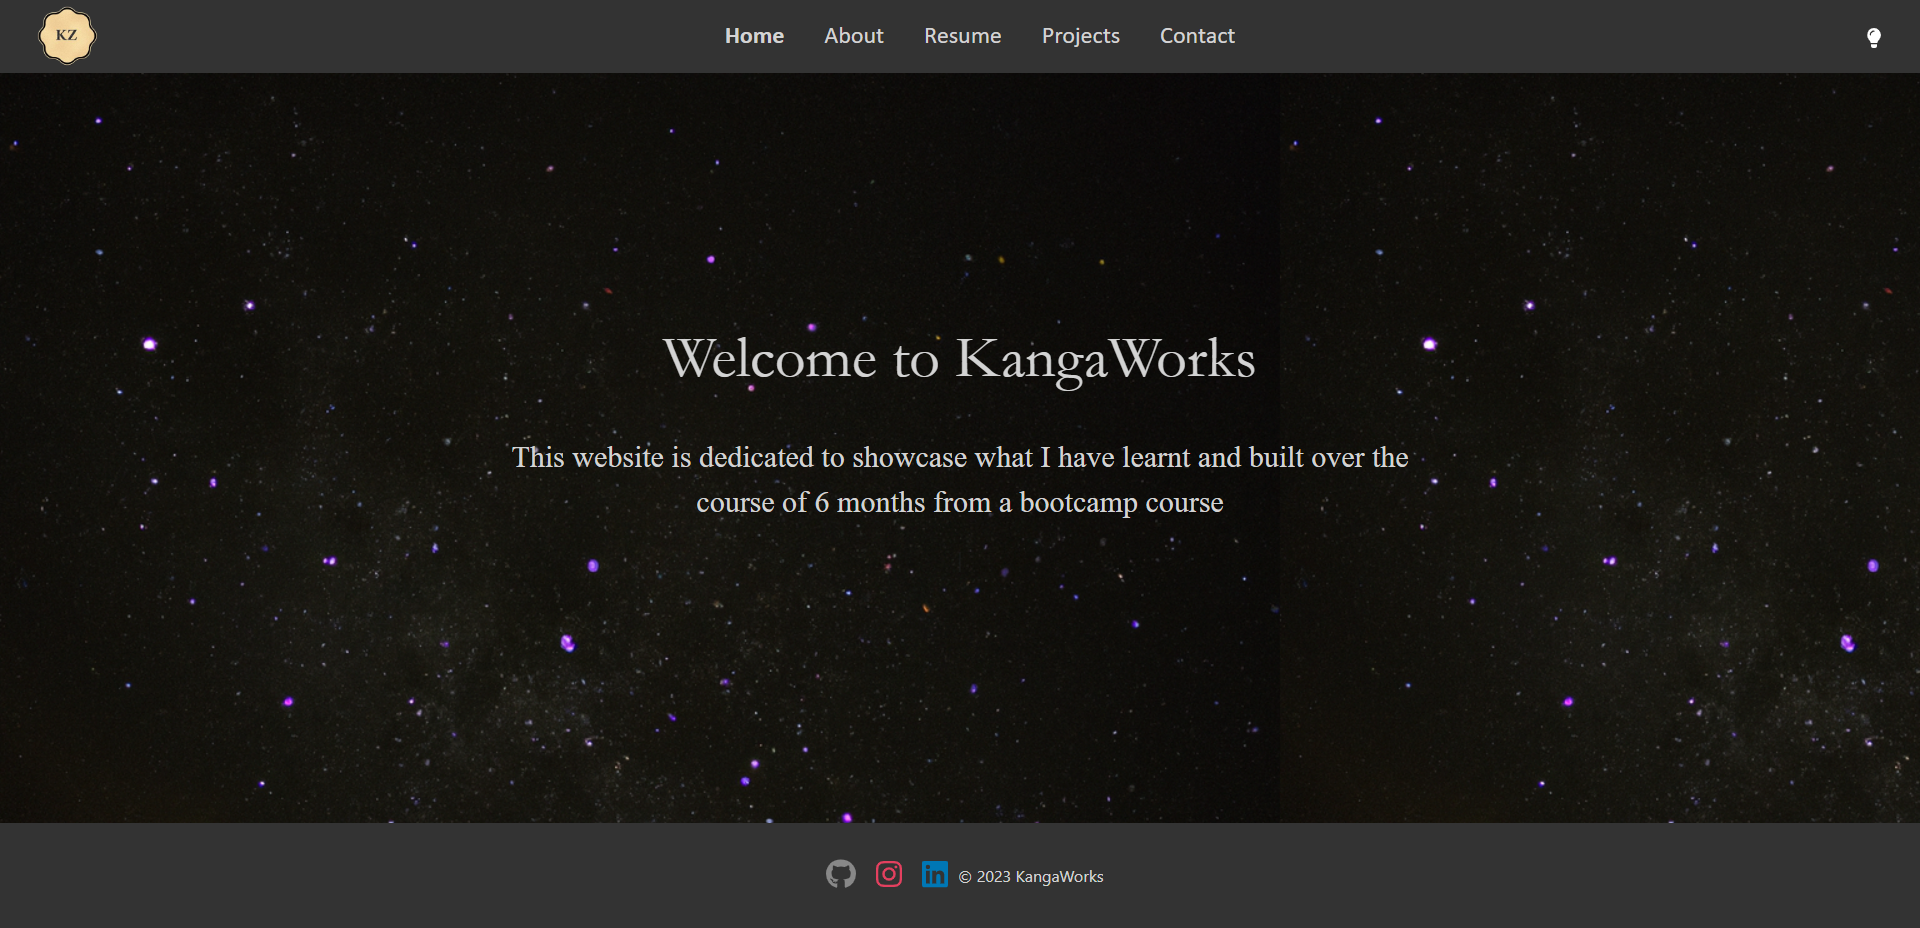 KZ
Home About Resume Projects Contact
Welcome to KangaWorks
This website is dedicated to showcase what I have learnt and built over the
course of 6 months from a bootcamp course
in © 2023 KangaWorks